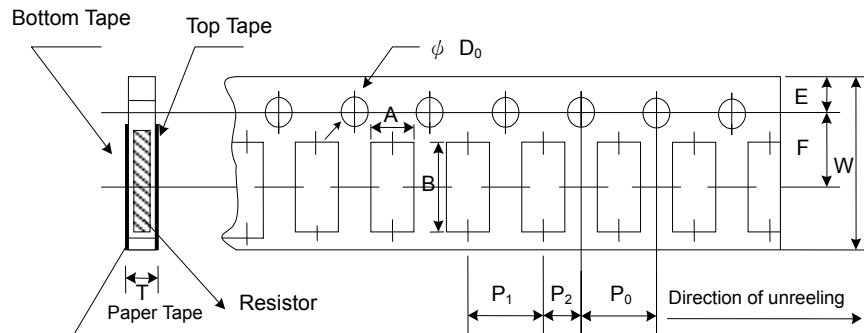 Bottom Tape
Top Tape
ϕ D₀
E
A
F
W
B
T
Paper Tape
Resistor
P₁
P₂
P₀
Direction of unreeling